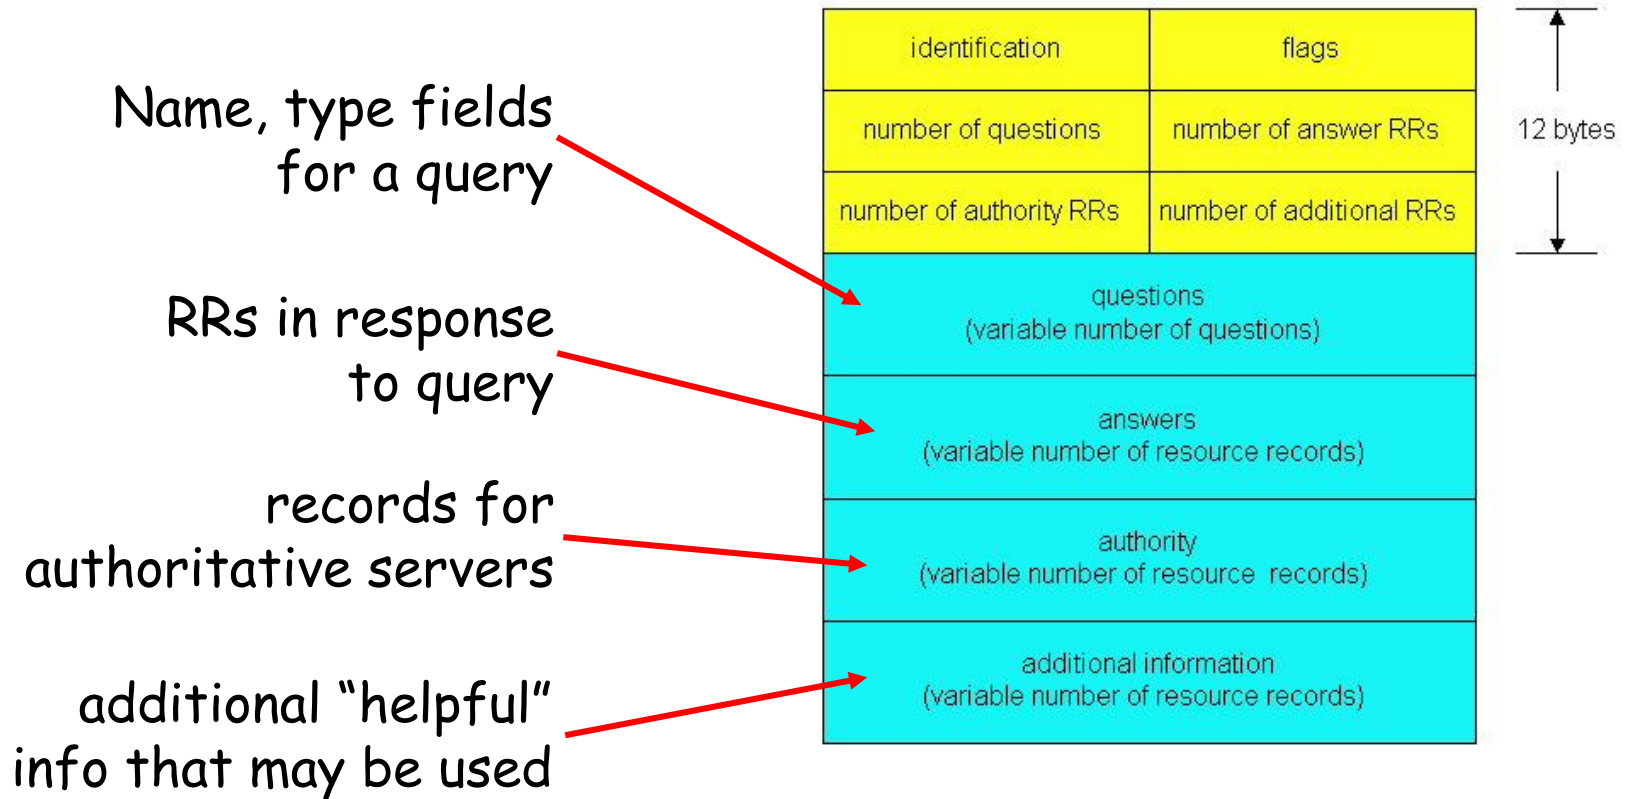 Name, type fields
for a query
RRs in response
to query
records for
authoritative servers
additional “helpful”
info that may be used
identification
flags
number of questions
number of answer RRs
number of authority RRs
number of additional RRs
12 bytes
questions
(variable number of questions)
answers
(variable number of resource records)
authority
(variable number of resource records)
additional information
(variable number of resource records)